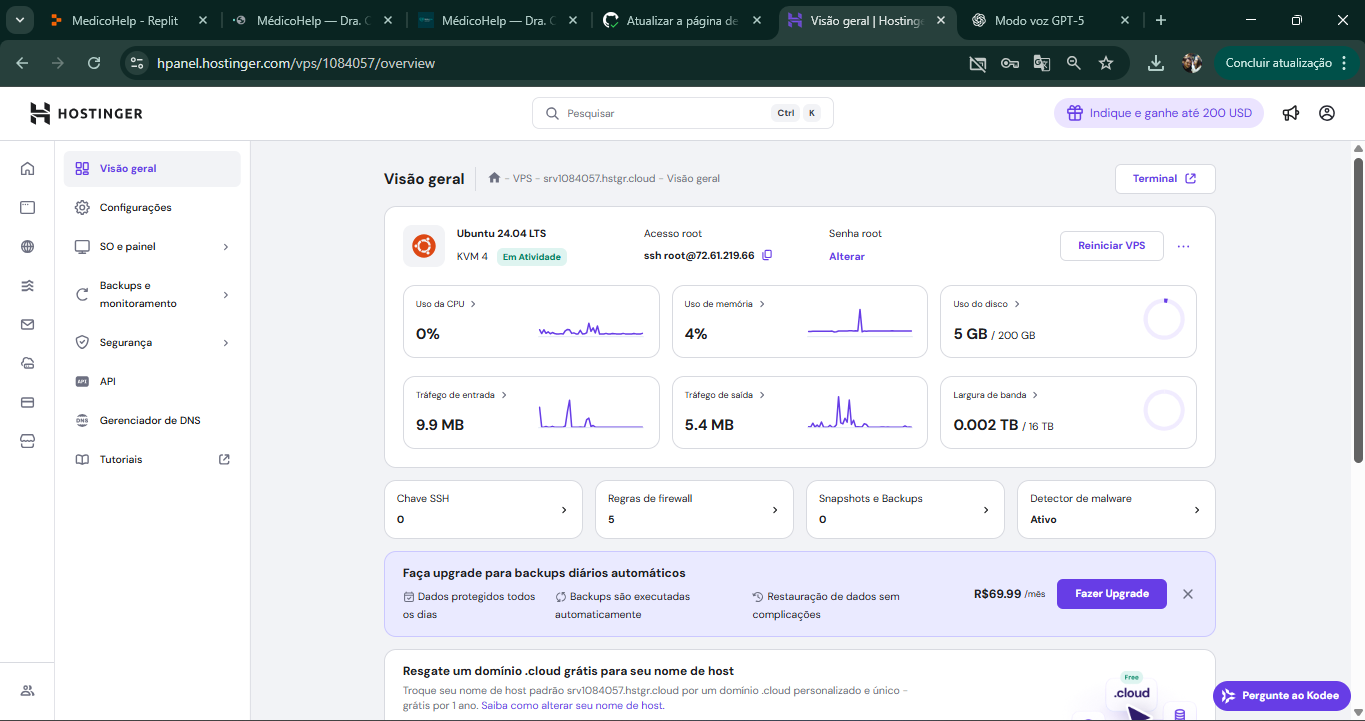 MedicoHelp - Replit
MédicoHelp — Dra. C
MédicoHelp — Dra. C
Atualizar a página de
Visão geral | Hostinge
Modo voz GPT-5
hpanel.hostinger.com/vps/1084057/overview
Concluir atualização
HOSTINGER
Pesquisar
Ctrl
K
Indique e ganhe até 200 USD
Visão geral
Configurações
SO e painel
Backups e
monitoramento
Segurança
API
API
DNS
Gerenciador de DNS
Tutoriais
Visão geral
- VPS - srv1084057.hstgr.cloud - Visão geral
Terminal
Ubuntu 24.04 LTS
KVM 4
Em Atividade
Acesso root
ssh root@72.61.219.66
Senha root
Alterar
Reiniciar VPS
Uso da CPU
0%
Uso de memória
4%
Uso do disco
5 GB / 200 GB
Tráfego de entrada
9.9 MB
Tráfego de saída
5.4 MB
Largura de banda
0.002 TB / 16 TB
Chave SSH
0
Regras de firewall
5
Snapshots e Backups
0
Detector de malware
Ativo
Faça upgrade para backups diários automáticos
Dados protegidos todos
os dias
Backups são executadas
automaticamente
Restauração de dados sem
complicações
R$69.99 /mês
Fazer Upgrade
Resgate um domínio .cloud grátis para seu nome de host
Troque seu nome de host padrão srv1084057.hstgr.cloud por um domínio .cloud personalizado e único -
grátis por 1 ano. Saiba como alterar seu nome de host.
Free
.cloud
Pergunte ao Kodee